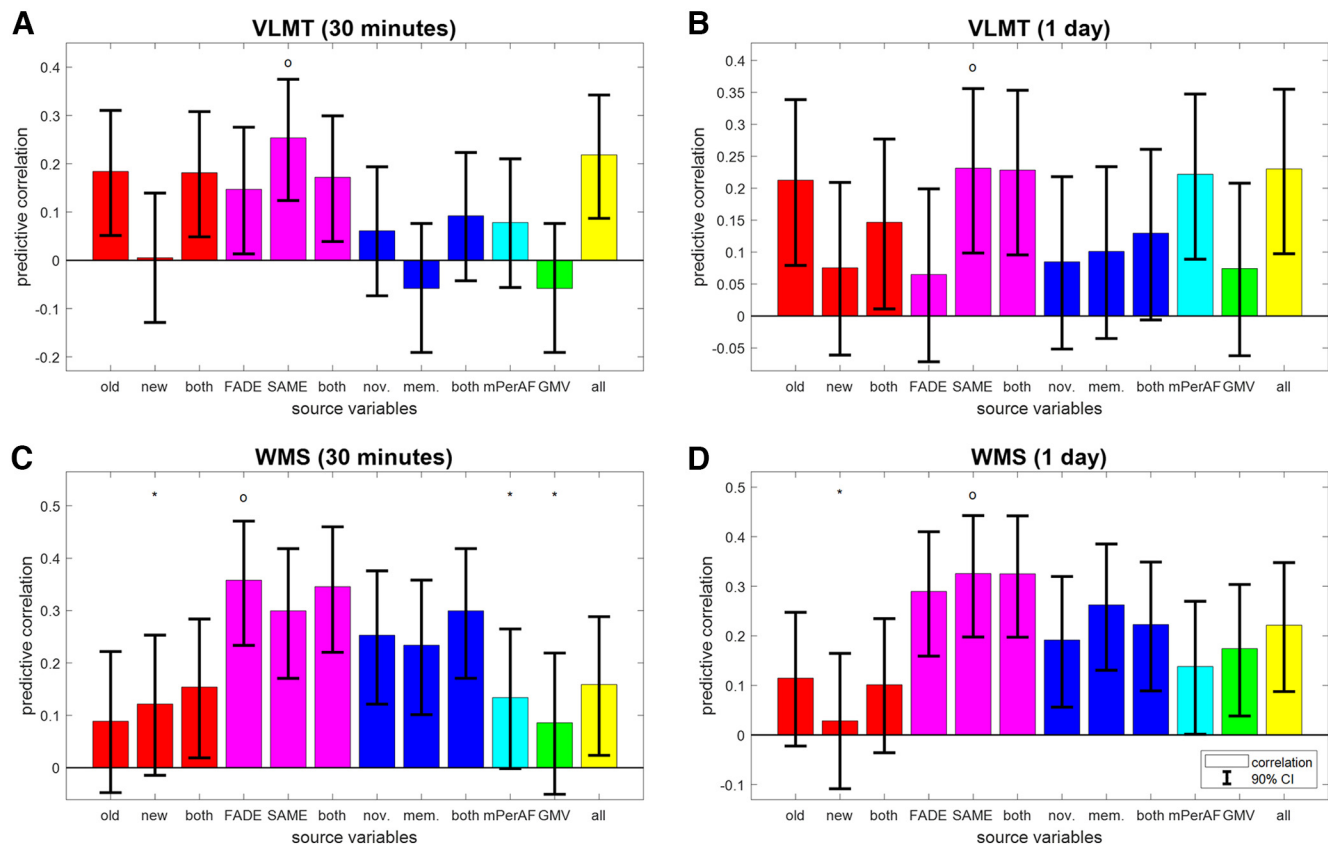 A
VLMT (30 minutes)
o
0.4
0.3
0.2
0.1
0
-0.1
-0.2
predictive correlation
old new both FADE SAME both nov. mem. both mPerAF GMV all
source variables
B
VLMT (1 day)
o
0.4
0.35
0.3
0.25
0.2
0.15
0.1
0.05
0
-0.05
predictive correlation
old new both FADE SAME both nov. mem. both mPerAF GMV all
source variables
C
WMS (30 minutes)
* o * *
0.5
0.4
0.3
0.2
0.1
0
predictive correlation
old new both FADE SAME both nov. mem. both mPerAF GMV all
source variables
D
WMS (1 day)
* o
0.5
0.4
0.3
0.2
0.1
0
-0.1
predictive correlation
correlation
90% CI
old new both FADE SAME both nov. mem. both mPerAF GMV all
source variables